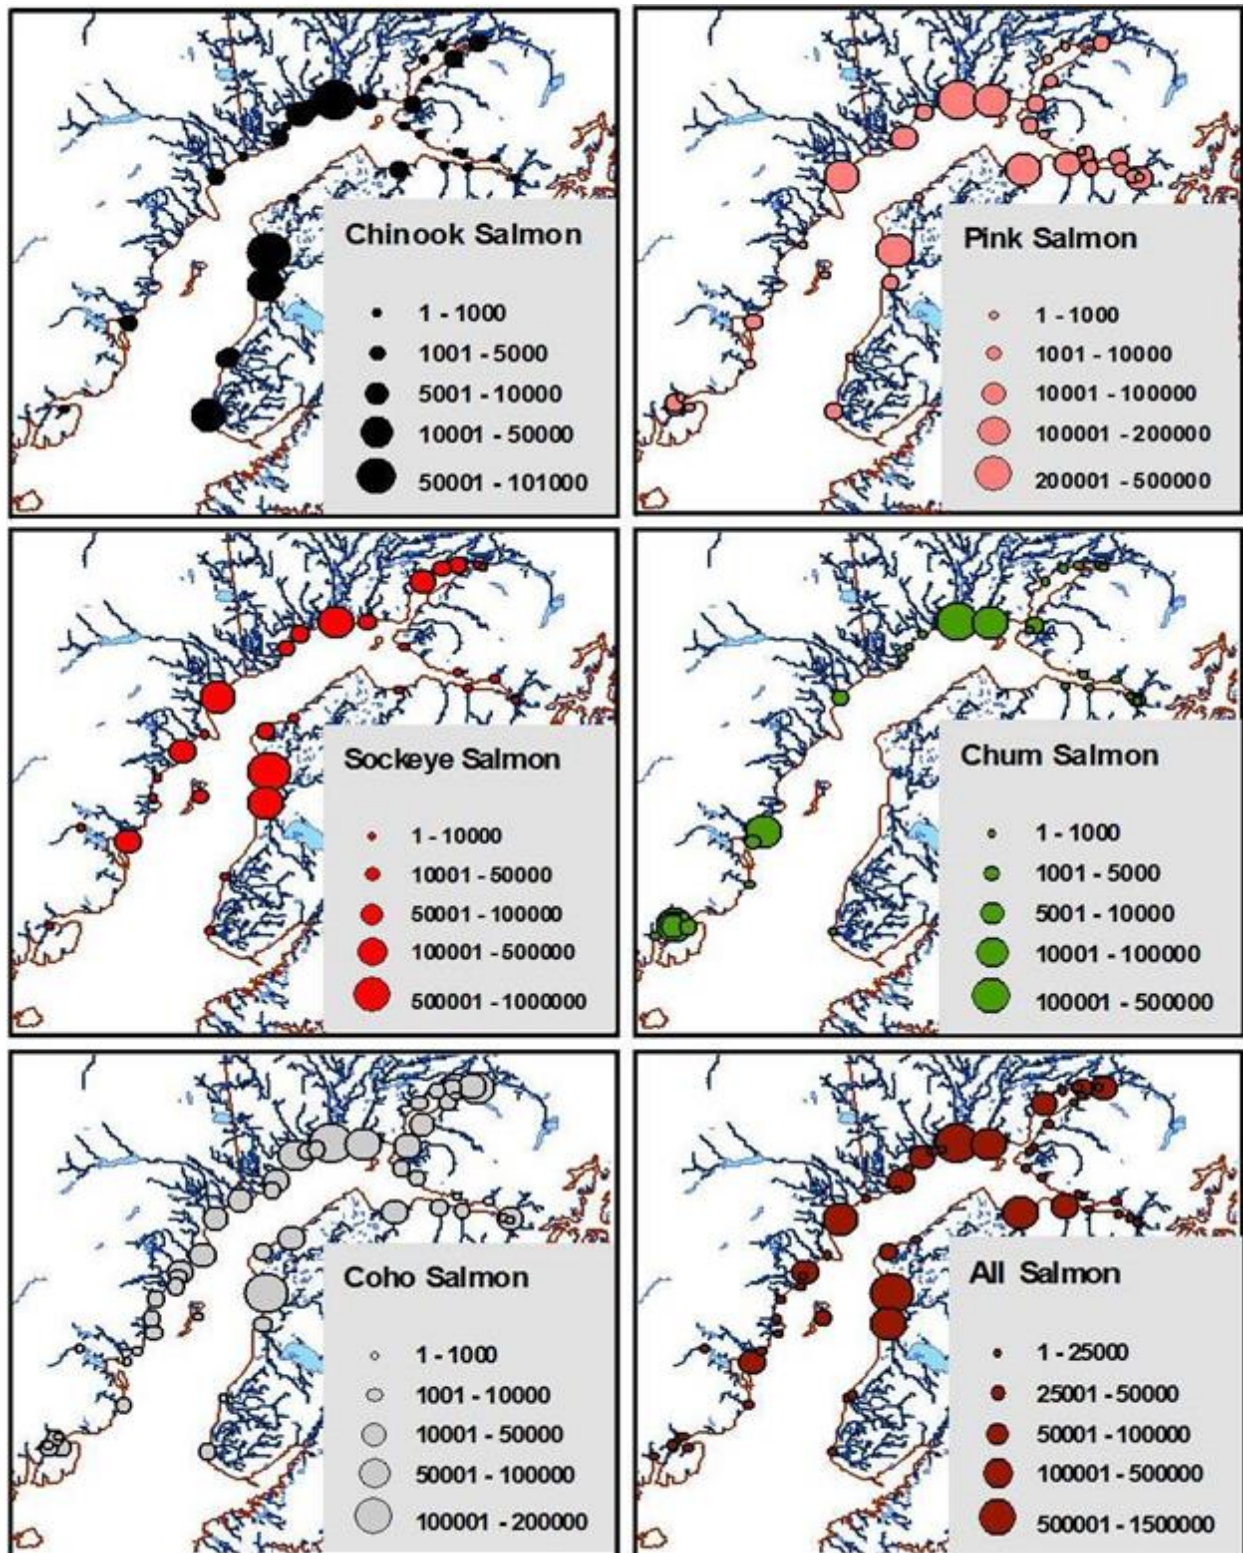 Chinook Salmon
1 - 1000
1001 - 5000
5001 - 10000
10001 - 50000
50001 - 101000
Pink Salmon
1 - 1000
1001 - 10000
10001 - 100000
100001 - 200000
200001 - 500000
Sockeye Salmon
1 - 10000
10001 - 50000
50001 - 100000
100001 - 500000
500001 - 1000000
Chum Salmon
1 - 1000
1001 - 5000
5001 - 10000
10001 - 100000
100001 - 500000
Coho Salmon
1 - 1000
1001 - 10000
10001 - 50000
50001 - 100000
100001 - 200000
All Salmon
1 - 25000
25001 - 50000
50001 - 100000
100001 - 500000
500001 - 1500000